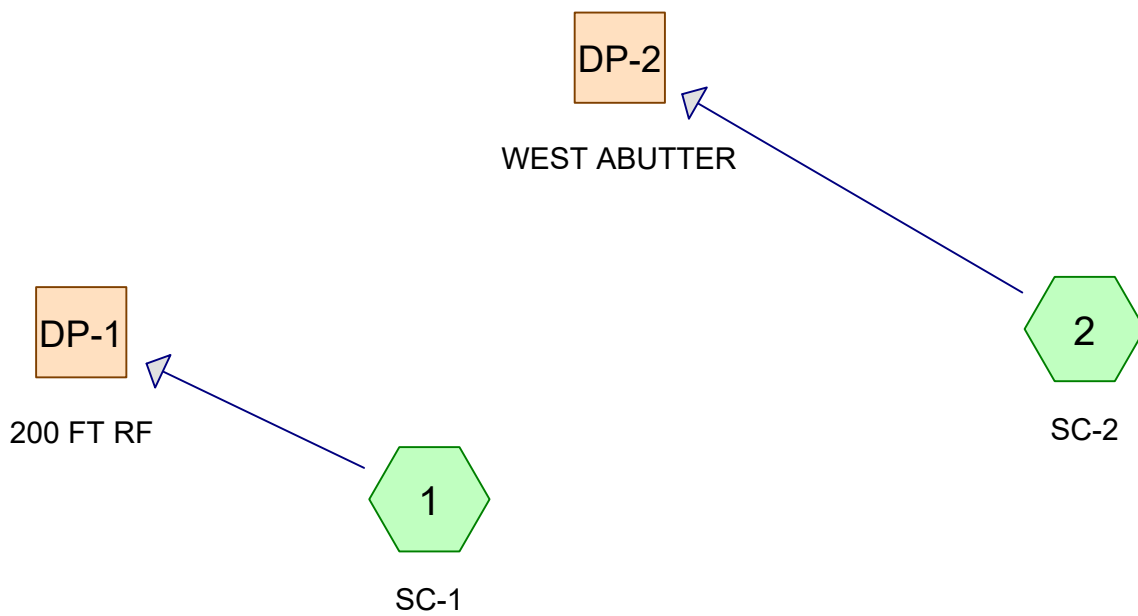 DP-2
WEST ABUTTER
DP-1
200 FT RF
2
SC-2
1
SC-1